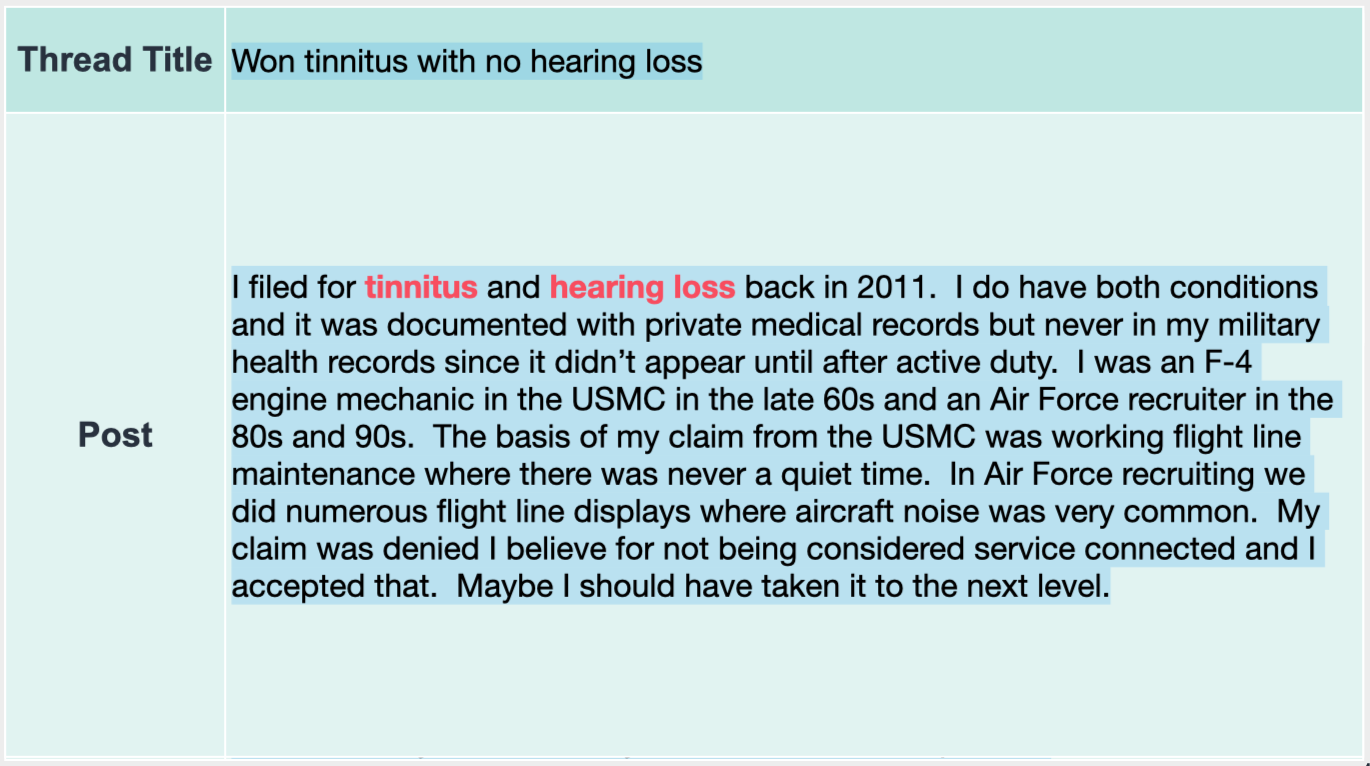 Thread Title
Won tinnitus with no hearing loss
Post
I filed for tinnitus and hearing loss back in 2011.  I do have both conditions
and it was documented with private medical records but never in my military
health records since it didn’t appear until after active duty.  I was an F-4
engine mechanic in the USMC in the late 60s and an Air Force recruiter in the
80s and 90s.  The basis of my claim from the USMC was working flight line
maintenance where there was never a quiet time.  In Air Force recruiting we
did numerous flight line displays where aircraft noise was very common.  My
claim was denied I believe for not being considered service connected and I
accepted that.  Maybe I should have taken it to the next level.